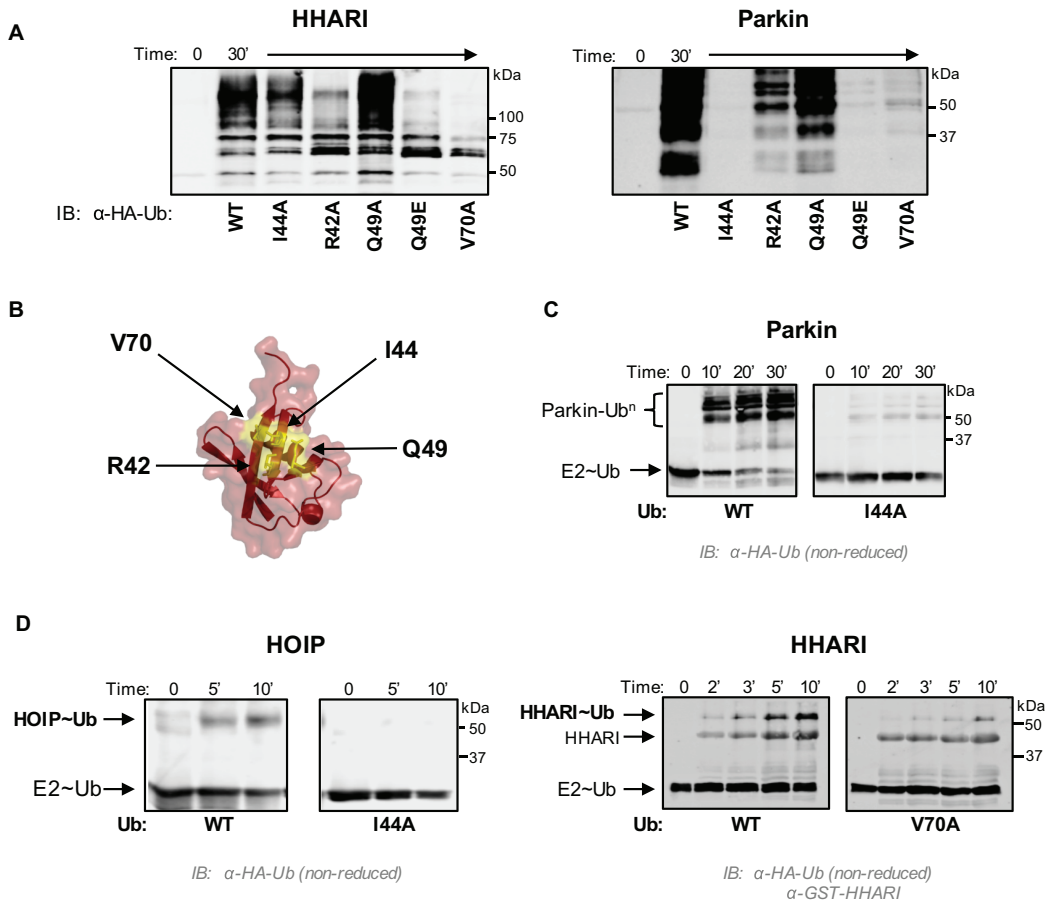 A
HHARI
Time: 0 30’
kDa
100
75
50
IB: α-HA-Ub:
WT
I44A
R42A
Q49A
Q49E
V70A
Parkin
Time: 0 30’
kDa
50
37
WT
I44A
R42A
Q49A
Q49E
V70A
B
V70
I44
R42
Q49
C
Parkin
Time: 0 10’ 20’ 30’ 0 10’ 20’ 30’
kDa
Parkin-Ubⁿ
50
37
E2~Ub
Ub: WT I44A
IB: α-HA-Ub (non-reduced)
D
HOIP
Time: 0 5’ 10’ 0 5’ 10’
kDa
HOIP~Ub
50
37
E2~Ub
Ub: WT I44A
IB: α-HA-Ub (non-reduced)
HHARI
Time: 0 2’ 3’ 5’ 10’ 0 2’ 3’ 5’ 10’
kDa
HHARI~Ub
50
HHARI
37
E2~Ub
Ub: WT V70A
IB: α-HA-Ub (non-reduced)
α-GST-HHARI